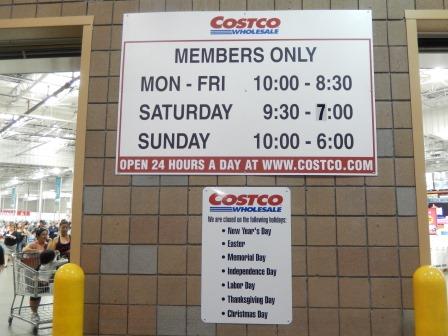 COSTCO
WHOLESALE
MEMBERS ONLY
MON - FRI 10:00 - 8:30
SATURDAY 9:30 - 7:00
SUNDAY 10:00 - 6:00
OPEN 24 HOURS A DAY AT WWW.COSTCO.COM
COSTCO
WHOLESALE
We are closed on the following holidays:
• New Year's Day
• Easter
• Memorial Day
• Independence Day
• Labor Day
• Thanksgiving Day
• Christmas Day